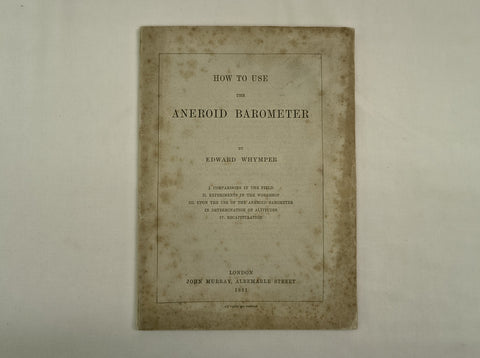 HOW TO USE
THE
ANEROID BAROMETER
BY
EDWARD WHYMPER
I. COMPARISONS IN THE FIELD
II. EXPERIMENTS IN THE WORKSHOP
III. UPON THE USE OF THE ANEROID BAROMETER
IN DETERMINATION OF ALTITUDES
IV. RECAPITULATION
LONDON
JOHN MURRAY, ALBEMARLE STREET
1891